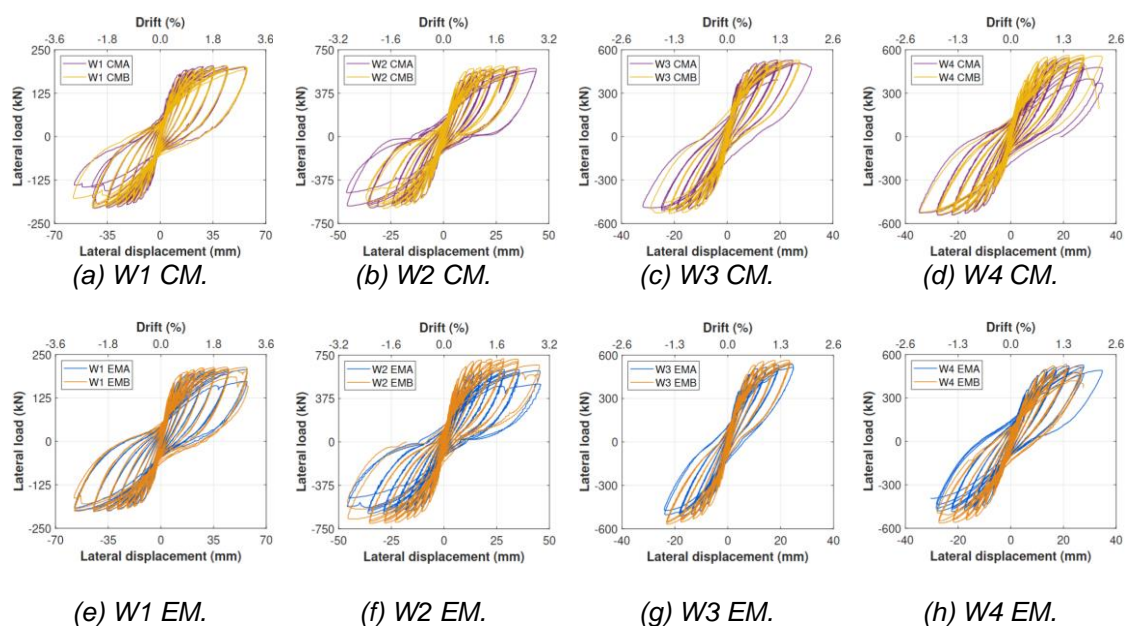 Drift (%)
-3.6 -1.8 0.0 1.8 3.6
250
125
0
-125
-250
Lateral load (kN)
W1 CMA
W1 CMB
-70 -35 0 35 70
Lateral displacement (mm)
(a) W1 CM.
Drift (%)
-3.2 -1.6 0.0 1.6 3.2
750
375
0
-375
-750
Lateral load (kN)
W2 CMA
W2 CMB
-50 -25 0 25 50
Lateral displacement (mm)
(b) W2 CM.
Drift (%)
-2.6 -1.3 0.0 1.3 2.6
600
300
0
-300
-600
Lateral load (kN)
W3 CMA
W3 CMB
-40 -20 0 20 40
Lateral displacement (mm)
(c) W3 CM.
Drift (%)
-2.6 -1.3 0.0 1.3 2.6
600
300
0
-300
-600
Lateral load (kN)
W4 CMA
W4 CMB
-40 -20 0 20 40
Lateral displacement (mm)
(d) W4 CM.
Drift (%)
-3.6 -1.8 0.0 1.8 3.6
250
125
0
-125
-250
Lateral load (kN)
W1 EMA
W1 EMB
-70 -35 0 35 70
Lateral displacement (mm)
(e) W1 EM.
Drift (%)
-3.2 -1.6 0.0 1.6 3.2
750
375
0
-375
-750
Lateral load (kN)
W2 EMA
W2 EMB
-50 -25 0 25 50
Lateral displacement (mm)
(f) W2 EM.
Drift (%)
-2.6 -1.3 0.0 1.3 2.6
600
300
0
-300
-600
Lateral load (kN)
W3 EMA
W3 EMB
-40 -20 0 20 40
Lateral displacement (mm)
(g) W3 EM.
Drift (%)
-2.6 -1.3 0.0 1.3 2.6
600
300
0
-300
-600
Lateral load (kN)
W4 EMA
W4 EMB
-40 -20 0 20 40
Lateral displacement (mm)
(h) W4 EM.